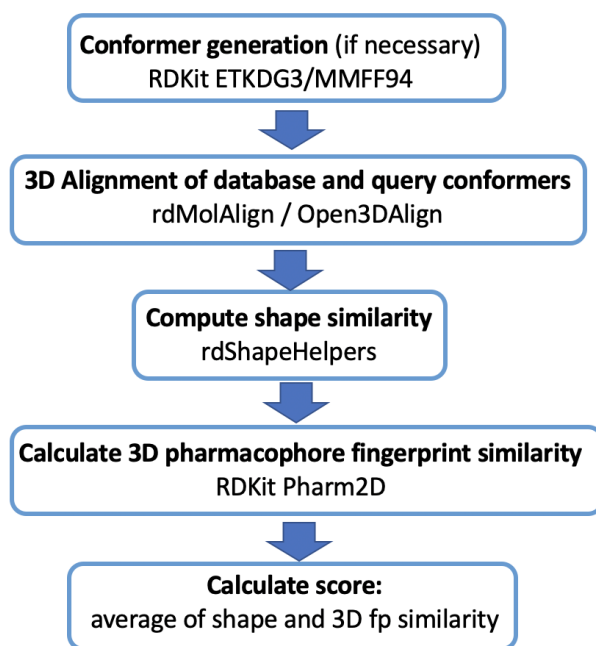 Conformer generation (if necessary)
RDKit ETKDG3/MMFF94
3D Alignment of database and query conformers
rdMolAlign / Open3DAlign
Compute shape similarity
rdShapeHelpers
Calculate 3D pharmacophore fingerprint similarity
RDKit Pharm2D
Calculate score:
average of shape and 3D fp similarity